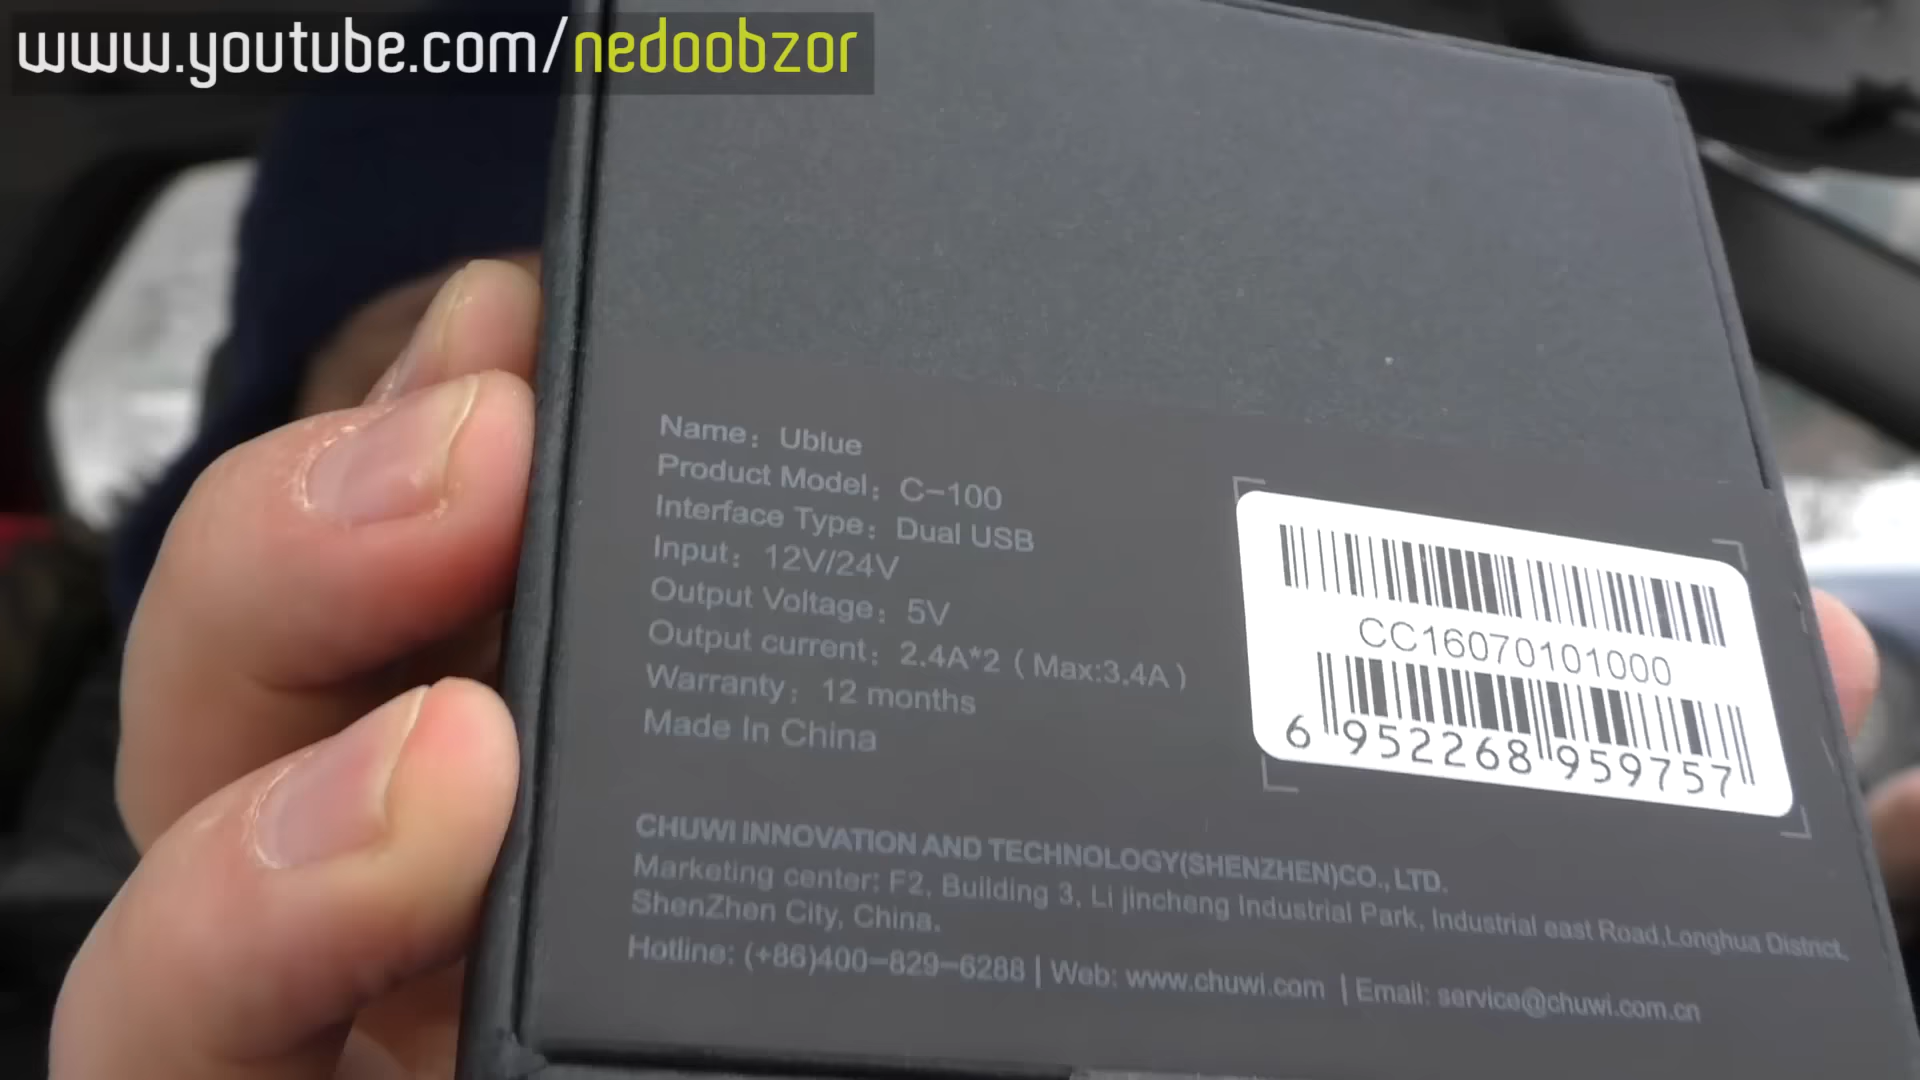 www.youtube.com/nedoobzor
Name: Ublue
Product Model: C-100
Interface Type: Dual USB
Input: 12V/24V
Output Voltage: 5V
Output current: 2.4A*2 ( Max:3.4A )
Warranty: 12 months
Made In China
CC16070101000
6 952268 959757
CHUWI INNOVATION AND TECHNOLOGY(SHENZHEN)CO., LTD.
Marketing center: F2, Building 3, Li jincheng Industrial Park, Industrial east Road,Longhua District,
ShenZhen City, China.
Hotline: (+86)400-829-6288 | Web: www.chuwi.com | Email: service@chuwi.com.cn